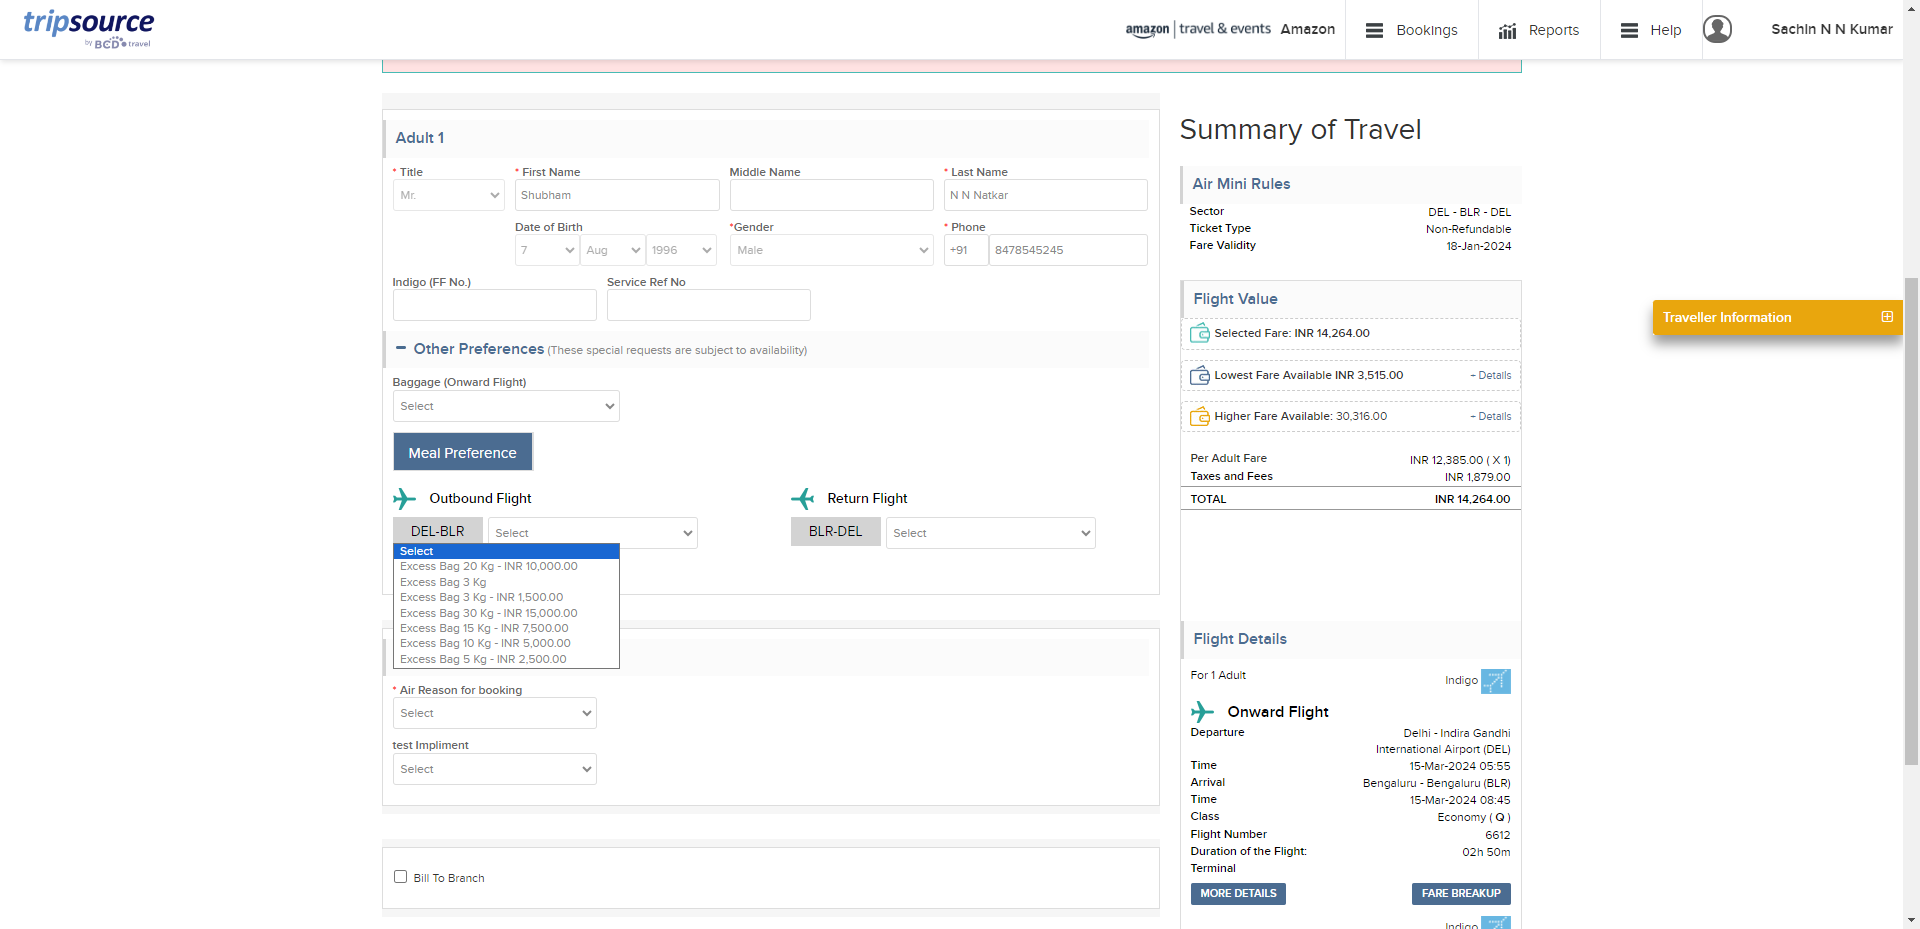 tripsource
by BCD travel
amazon | travel & events Amazon
Bookings
Reports
Help
Sachin N N Kumar
Adult 1
* Title
* First Name
Middle Name
* Last Name
Mr.
Shubham
N N Natkar
Date of Birth
*Gender
* Phone
7
Aug
1996
Male
+91
8478545245
Indigo (FF No.)
Service Ref No
Other Preferences (These special requests are subject to availability)
Baggage (Onward Flight)
Select
Meal Preference
Outbound Flight
Return Flight
DEL-BLR
Select
BLR-DEL
Select
Select
Excess Bag 20 Kg - INR 10,000.00
Excess Bag 3 Kg
Excess Bag 3 Kg - INR 1,500.00
Excess Bag 30 Kg - INR 15,000.00
Excess Bag 15 Kg - INR 7,500.00
Excess Bag 10 Kg - INR 5,000.00
Excess Bag 5 Kg - INR 2,500.00
* Air Reason for booking
Select
test Impliment
Select
Bill To Branch
Summary of Travel
Air Mini Rules
Sector DEL - BLR - DEL
Ticket Type Non-Refundable
Fare Validity 18-Jan-2024
Flight Value
Selected Fare: INR 14,264.00
Lowest Fare Available INR 3,515.00 + Details
Higher Fare Available: 30,316.00 + Details
Per Adult Fare INR 12,385.00 ( X 1)
Taxes and Fees INR 1,879.00
TOTAL INR 14,264.00
Flight Details
For 1 Adult Indigo
Onward Flight
Departure Delhi - Indira Gandhi
International Airport (DEL)
Time 15-Mar-2024 05:55
Arrival Bengaluru - Bengaluru (BLR)
Time 15-Mar-2024 08:45
Class Economy ( Q )
Flight Number 6612
Duration of the Flight: 02h 50m
Terminal
MORE DETAILS
FARE BREAKUP
Indigo
Traveller Information